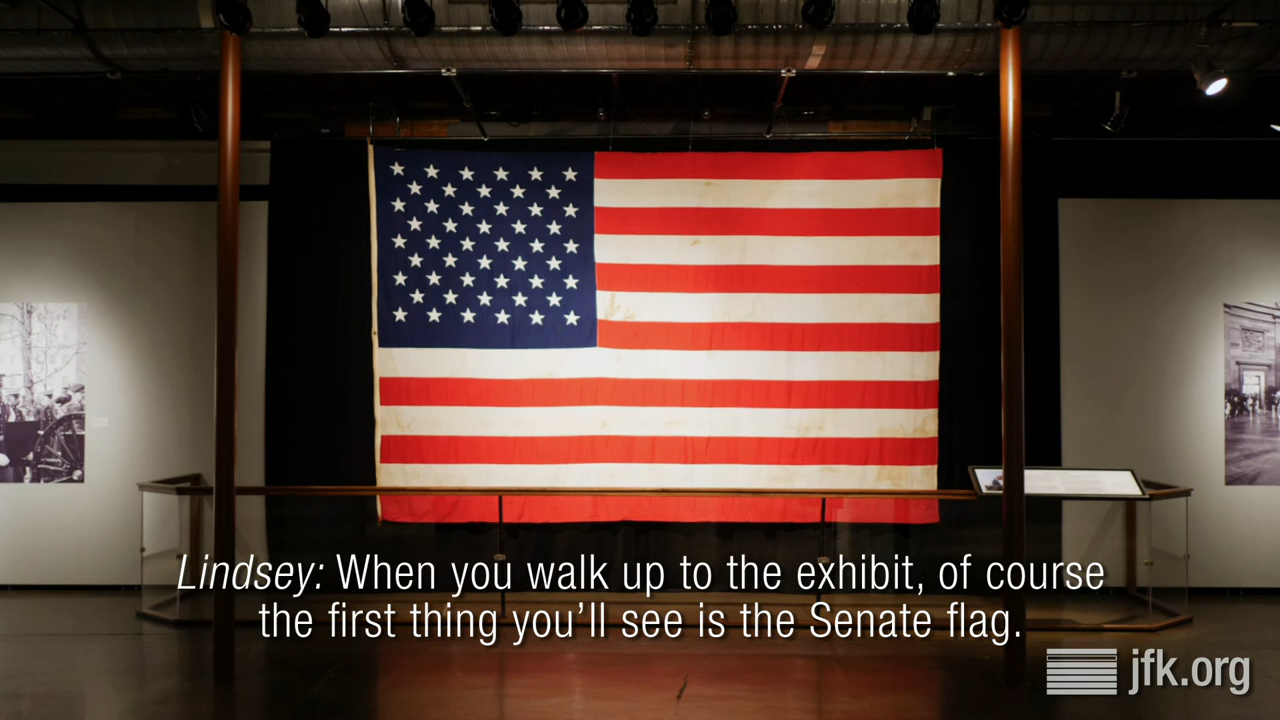 Lindsey: When you walk up to the exhibit, of course
the first thing you’ll see is the Senate flag.
jfk.org